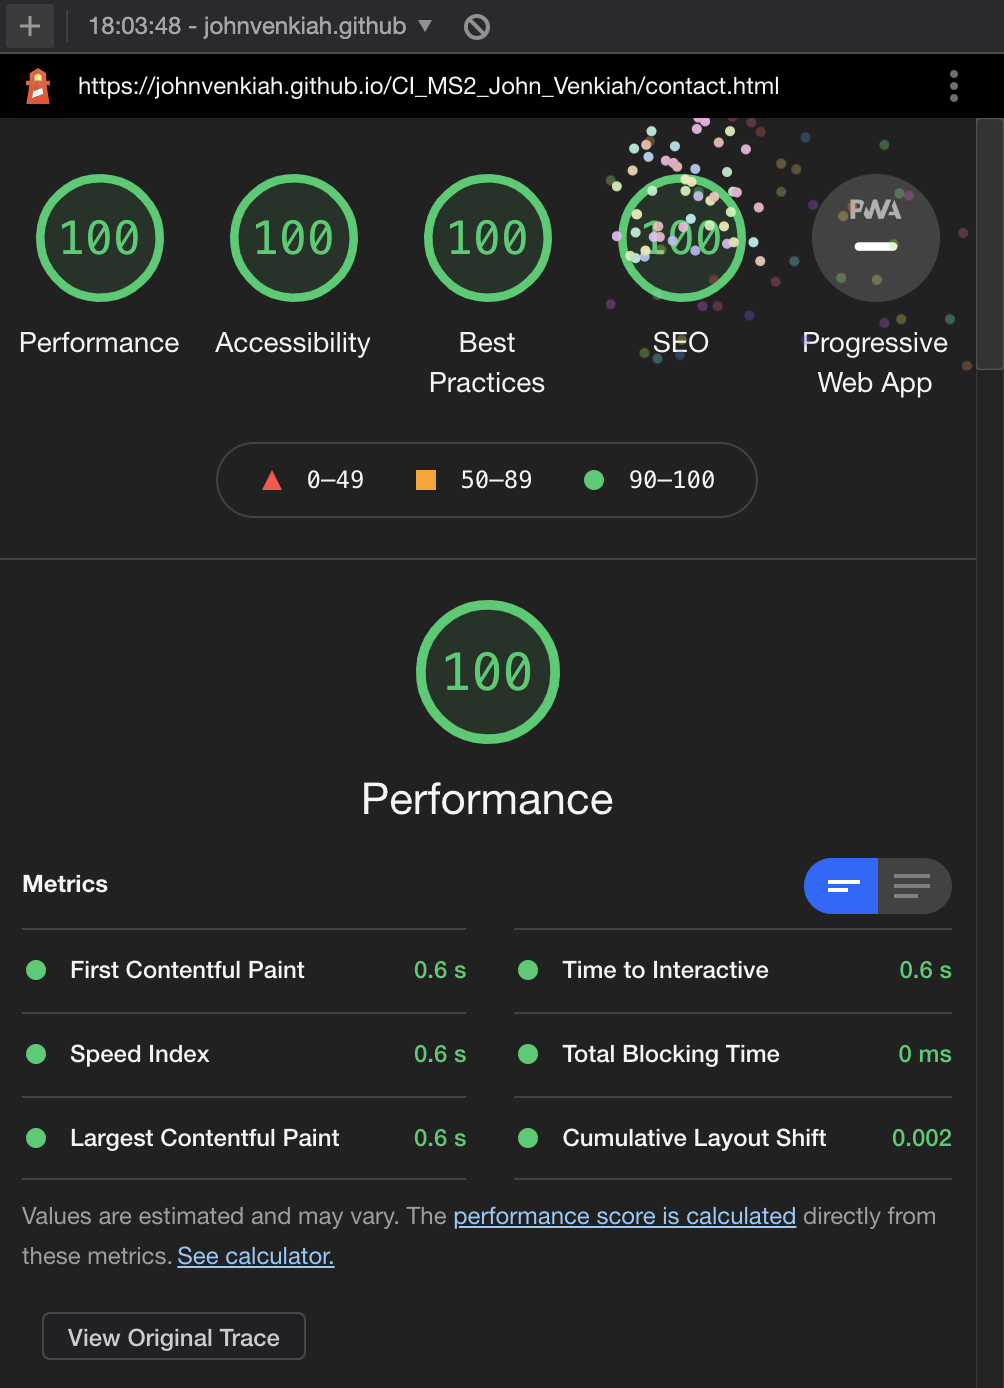 18:03:48 - johnvenkiah.github
https://johnvenkiah.github.io/CI_MS2_John_Venkiah/contact.html
100 100 100 100 PWA
Performance Accessibility Best Practices SEO Progressive Web App
0–49 50–89 90–100
100
Performance
Metrics
First Contentful Paint 0.6 s
Time to Interactive 0.6 s
Speed Index 0.6 s
Total Blocking Time 0 ms
Largest Contentful Paint 0.6 s
Cumulative Layout Shift 0.002
Values are estimated and may vary. The performance score is calculated directly from
these metrics. See calculator.
View Original Trace